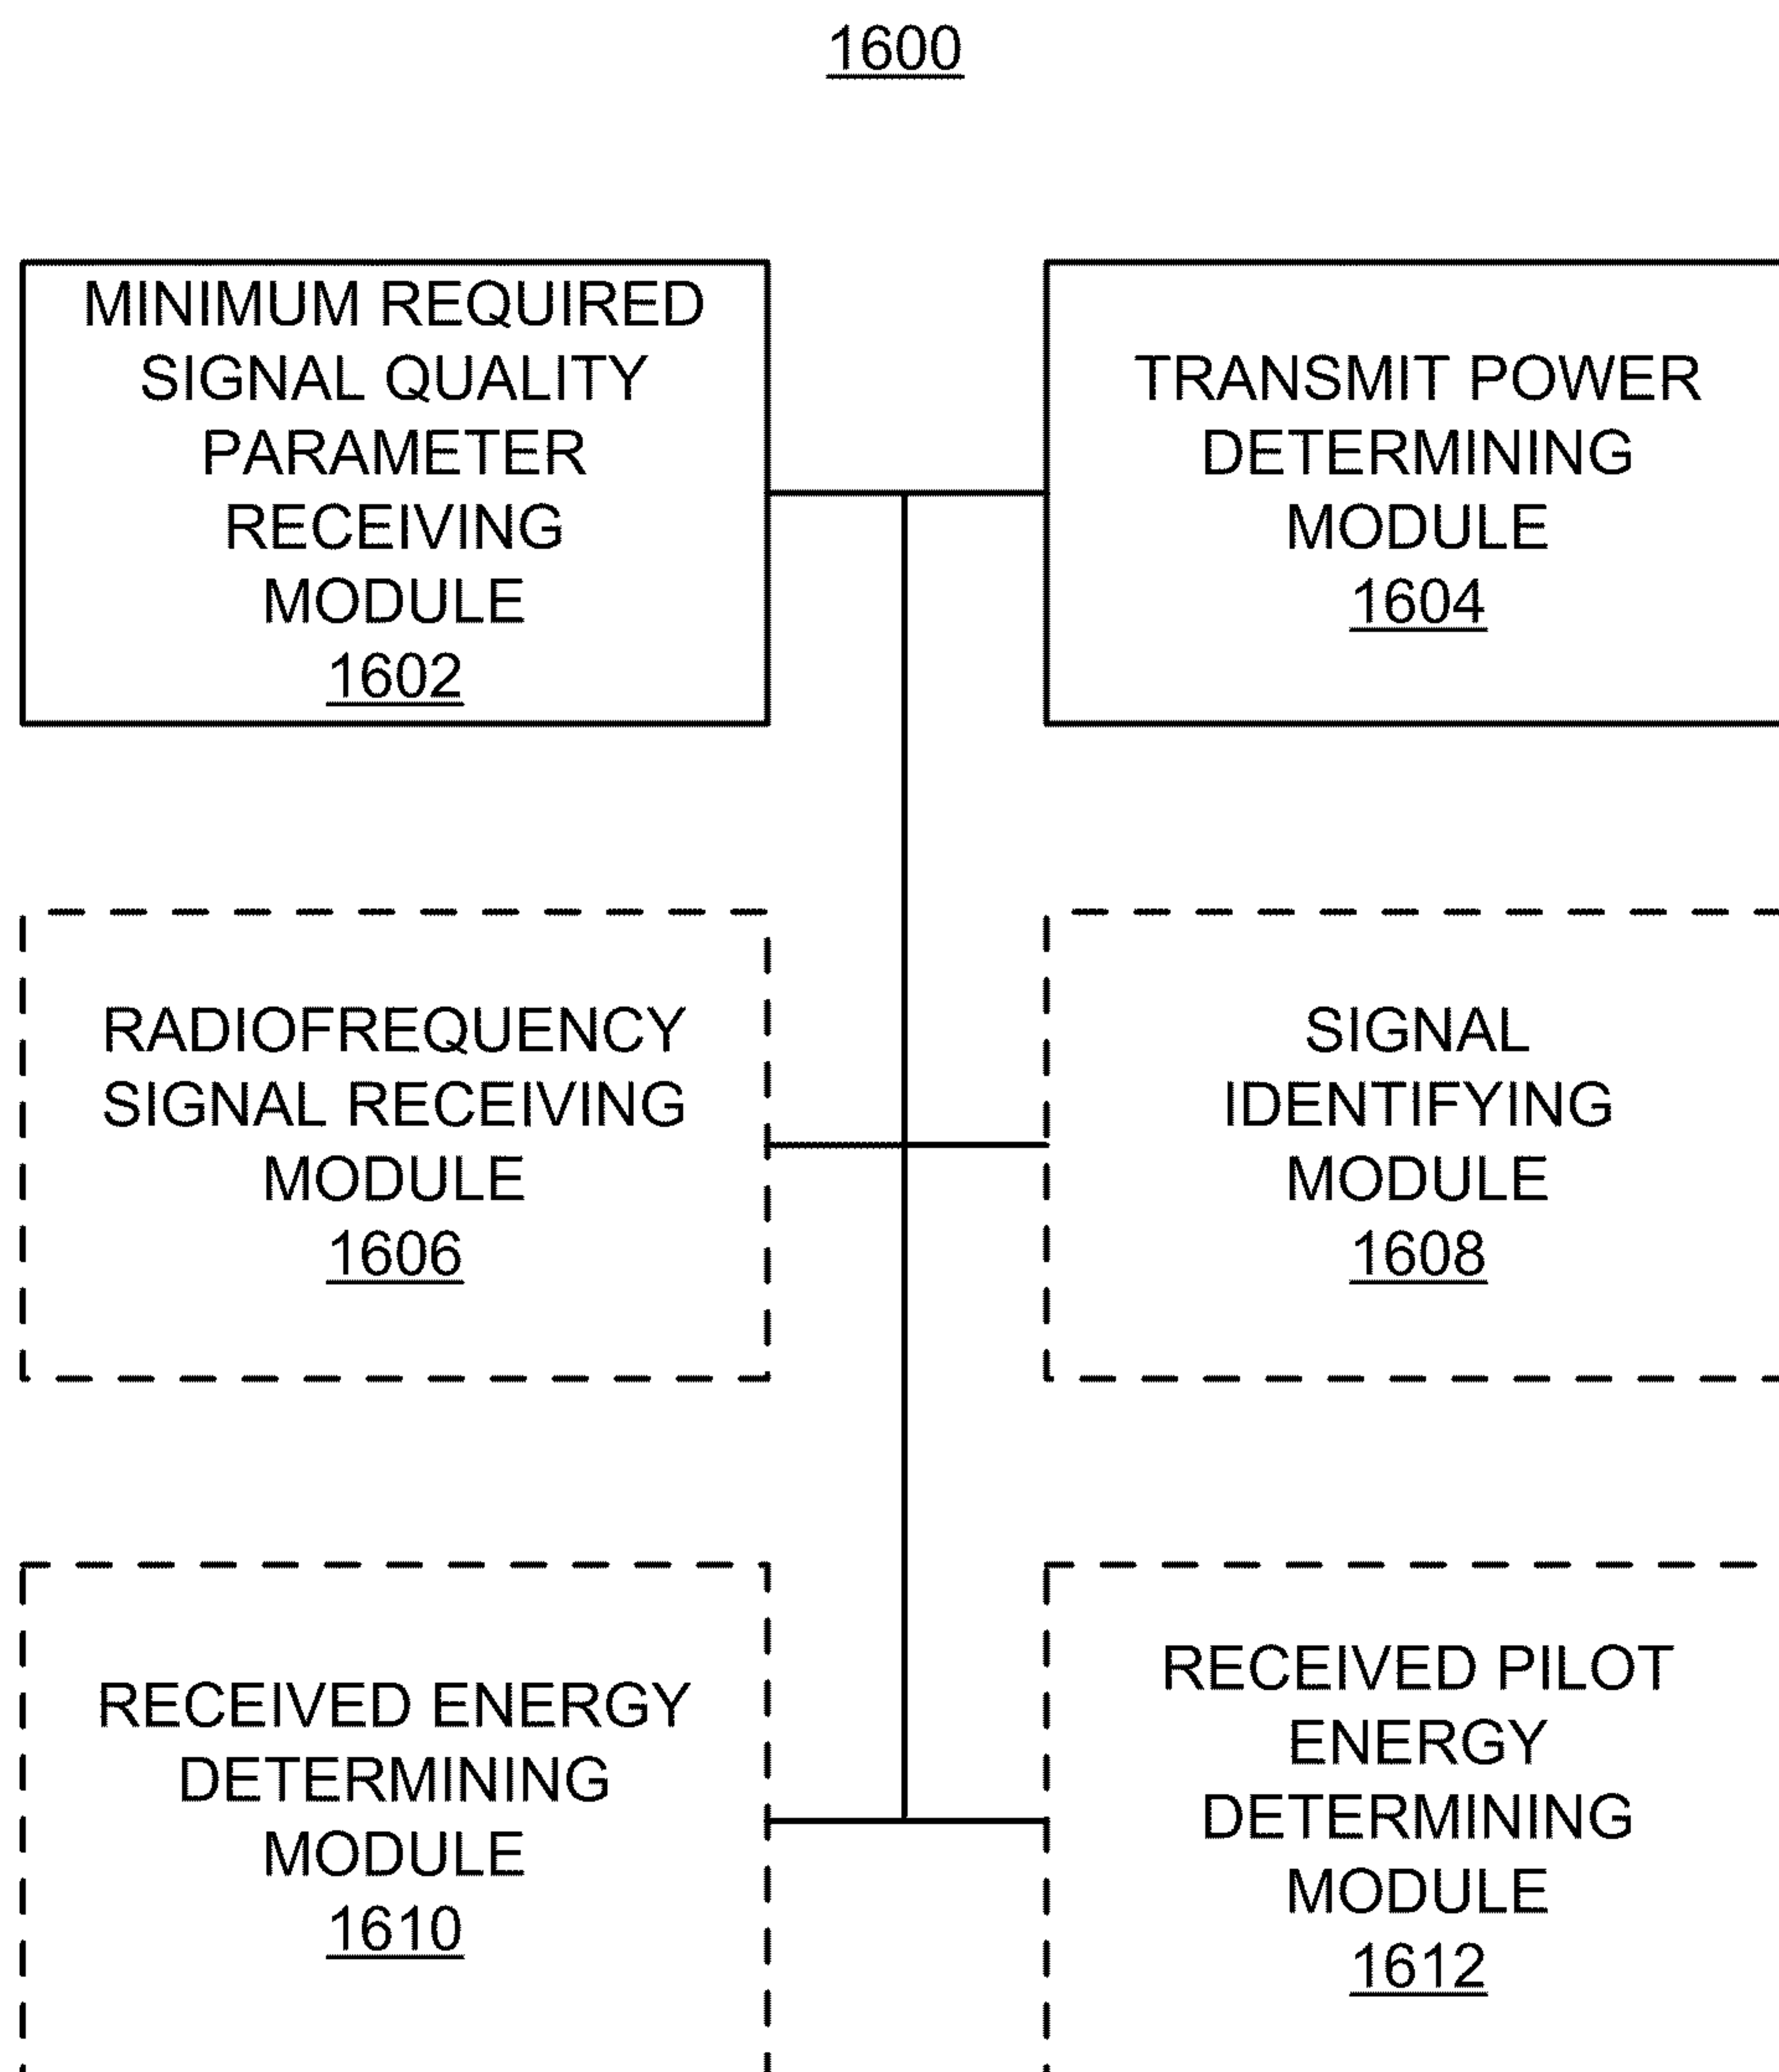 1600
MINIMUM REQUIRED
SIGNAL QUALITY
PARAMETER
RECEIVING
MODULE
1602
TRANSMIT POWER
DETERMINING
MODULE
1604
RADIOFREQUENCY
SIGNAL RECEIVING
MODULE
1606
SIGNAL
IDENTIFYING
MODULE
1608
RECEIVED ENERGY
DETERMINING
MODULE
1610
RECEIVED PILOT
ENERGY
DETERMINING
MODULE
1612